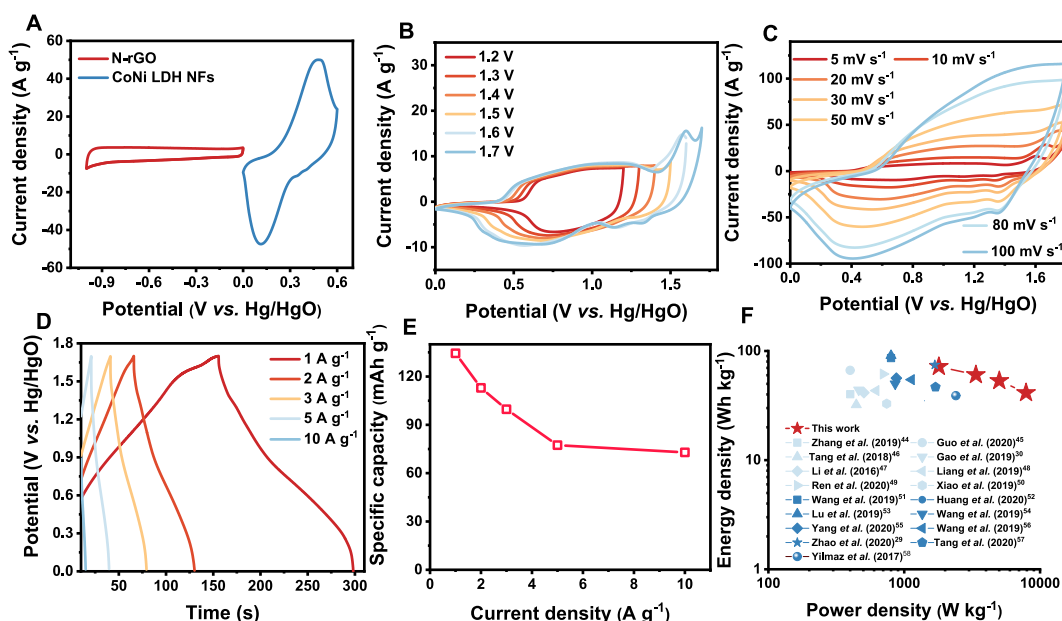 A
N-rGO
CoNi LDH NFs
Current density (A g⁻¹)
60
40
20
0
-20
-40
-60
-0.9 -0.6 -0.3 0.0 0.3 0.6
Potential (V vs. Hg/HgO)
B
1.2 V
1.3 V
1.4 V
1.5 V
1.6 V
1.7 V
Current density (A g⁻¹)
30
20
10
0
-10
0.0 0.5 1.0 1.5
Potential (V vs. Hg/HgO)
C
5 mV s⁻¹ 10 mV s⁻¹
20 mV s⁻¹
30 mV s⁻¹
50 mV s⁻¹
80 mV s⁻¹
100 mV s⁻¹
Current density (A g⁻¹)
100
50
0
-50
-100
0.0 0.6 1.2 1.
Potential (V vs. Hg/HgO)
D
1 A g⁻¹
2 A g⁻¹
3 A g⁻¹
5 A g⁻¹
10 A g⁻¹
Potential (V vs. Hg/HgO)
1.8
1.5
1.2
0.9
0.6
0.3
0.0
50 100 150 200 250 300
Time (s)
E
Specific capacity (mAh g⁻¹)
120
90
60
30
0
0 2 4 6 8 10
Current density (A g⁻¹)
F
Energy density (Wh kg⁻¹)
100
10
1
This work
Zhang et al. (2019)⁴⁴ Guo et al. (2020)⁴⁵
Tang et al. (2018)⁴⁶ Gao et al. (2019)³⁰
Li et al. (2016)⁴⁷ Liang et al. (2019)⁴⁸
Ren et al. (2020)⁴⁹ Xiao et al. (2019)⁵⁰
Wang et al. (2019)⁵¹ Huang et al. (2020)⁵²
Lu et al. (2019)⁵³ Wang et al. (2019)⁵⁴
Yang et al. (2020)⁵⁵ Wang et al. (2019)⁵⁶
Zhao et al. (2020)²⁹ Tang et al. (2020)⁵⁷
Yilmaz et al. (2017)⁵⁸
100 1000 10000
Power density (W kg⁻¹)